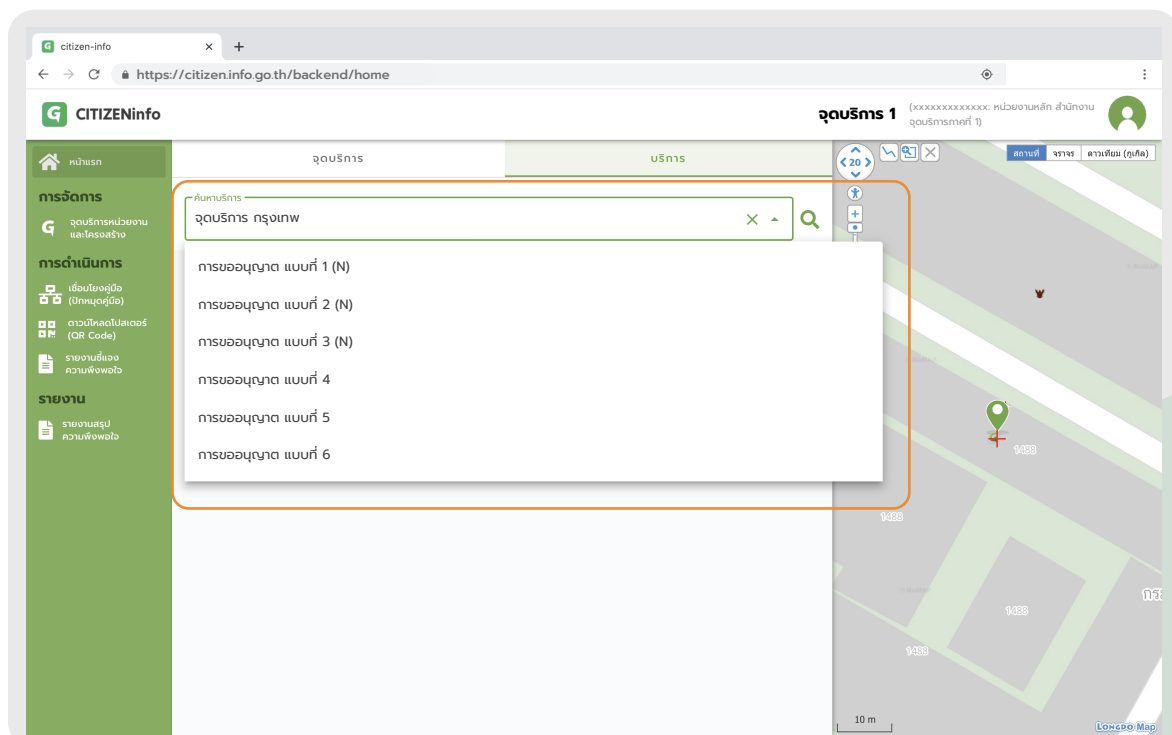 citizen-info
https://citizen.info.go.th/backend/home
CITIZENinfo
จุดบริการ 1
(xxxxxxxxxxxxx: หน่วยงานหลัก สำนักงาน
จุดบริการภาคที่ 1)
หน้าแรก
การจัดการ
จุดบริการหน่วยงาน
และโครงสร้าง
การดำเนินการ
เชื่อมโยงคู่มือ
(ปักหมุดคู่มือ)
ดาวน์โหลดโปสเตอร์
(QR Code)
รายงานชี้แจง
ความพึงพอใจ
รายงาน
รายงานสรุป
ความพึงพอใจ
จุดบริการ
บริการ
ค้นหาบริการ
จุดบริการ กรุงเทพ
การขออนุญาต แบบที่ 1 (N)
การขออนุญาต แบบที่ 2 (N)
การขออนุญาต แบบที่ 3 (N)
การขออนุญาต แบบที่ 4
การขออนุญาต แบบที่ 5
การขออนุญาต แบบที่ 6
20
สถานที่ จราจร ดาวเทียม (กูเกิล)
1488
1488
1488
1488
10 m
LONGDO Map